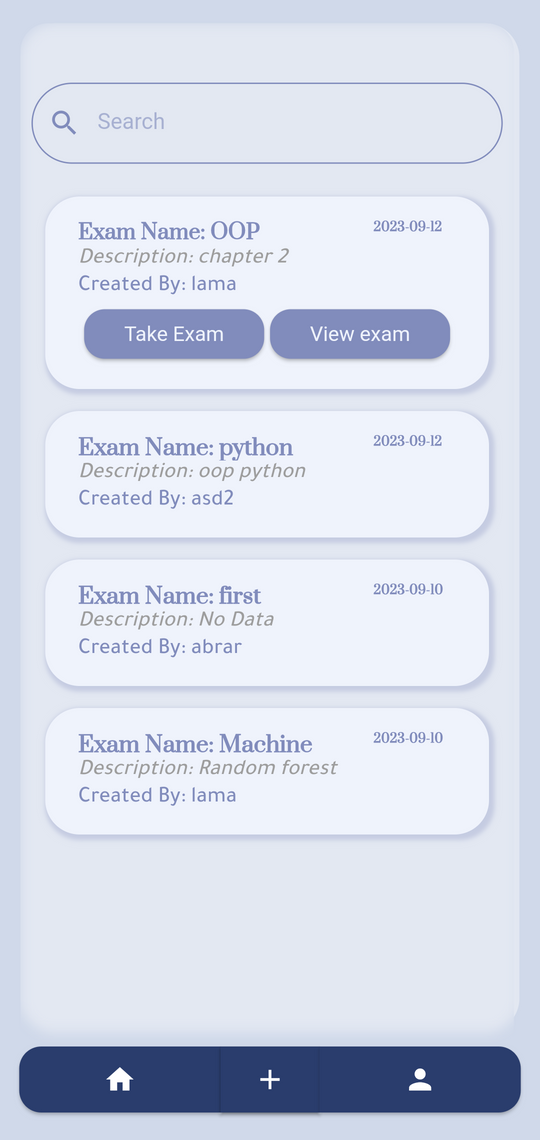 Search
Exam Name: OOP 2023-09-12
Description: chapter 2
Created By: lama
Take Exam View exam
Exam Name: python 2023-09-12
Description: oop python
Created By: asd2
Exam Name: first 2023-09-10
Description: No Data
Created By: abrar
Exam Name: Machine 2023-09-10
Description: Random forest
Created By: lama